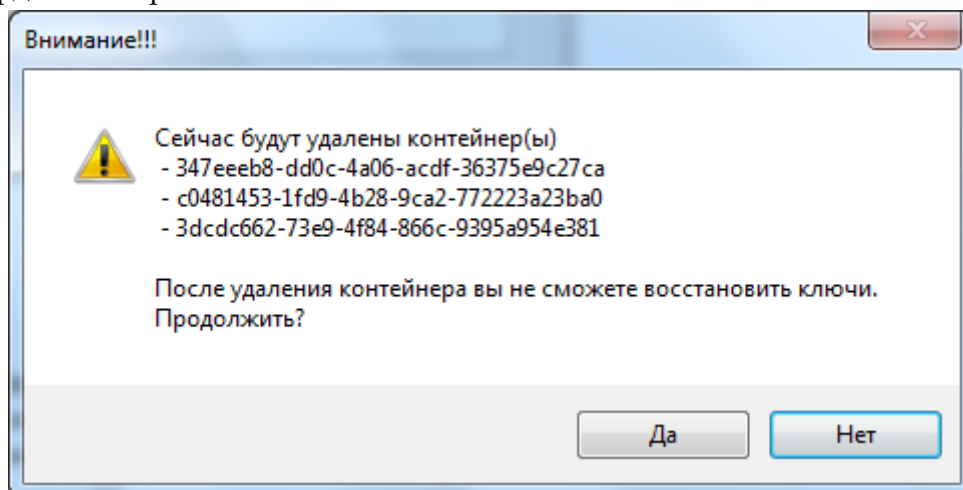 Внимание!!!
Сейчас будут удалены контейнер(ы)
- 347eeeb8-dd0c-4a06-acdf-36375e9c27ca
- c0481453-1fd9-4b28-9ca2-772223a23ba0
- 3dcdc662-73e9-4f84-866c-9395a954e381
После удаления контейнера вы не сможете восстановить ключи.
Продолжить?
Да
Нет